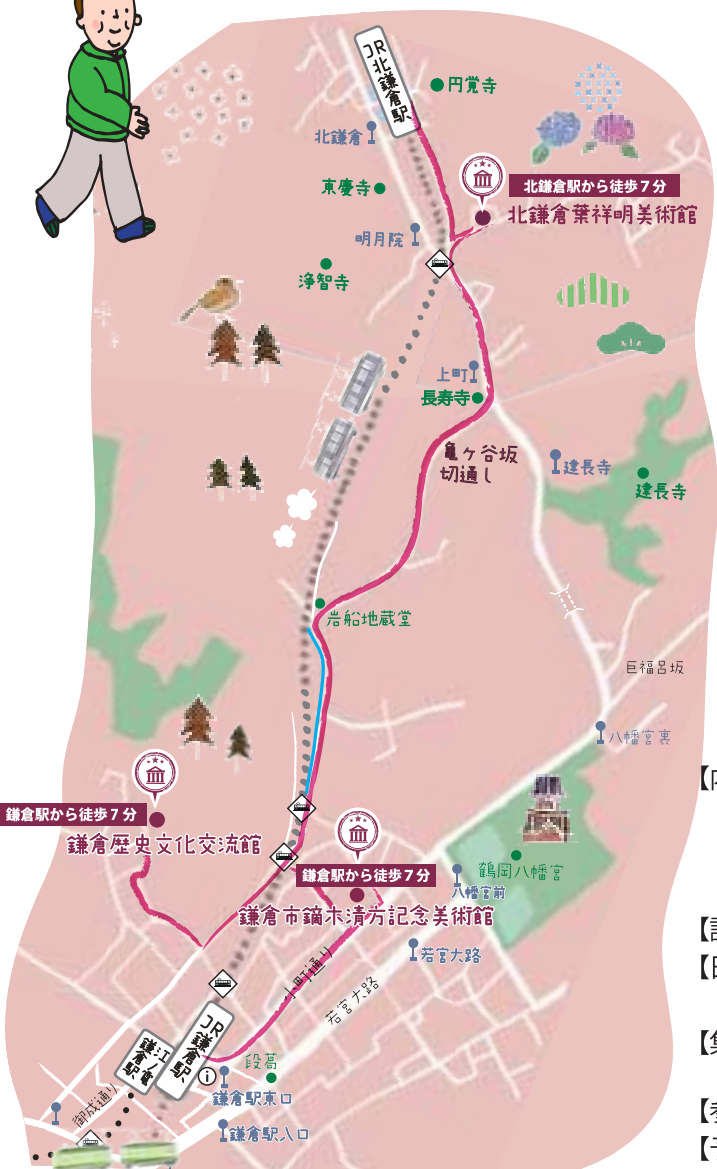 JR北鎌倉駅
円覚寺
北鎌倉
東慶寺
北鎌倉駅から徒歩7分
北鎌倉葉祥明美術館
明月院
浄智寺
上町
長寿寺
亀ヶ谷坂
切通し
建長寺
建長寺
岩船地蔵堂
巨福呂坂
八幡宮裏
鎌倉駅から徒歩7分
鎌倉歴史文化交流館
鶴岡八幡宮
鎌倉駅から徒歩7分
八幡宮前
鎌倉市鏑木清方記念美術館
若宮大路
小町通り
若宮大路
JR鎌倉駅
江ノ電
鎌倉駅
段葛
i
鎌倉駅東口
御成通り
鎌倉駅入口